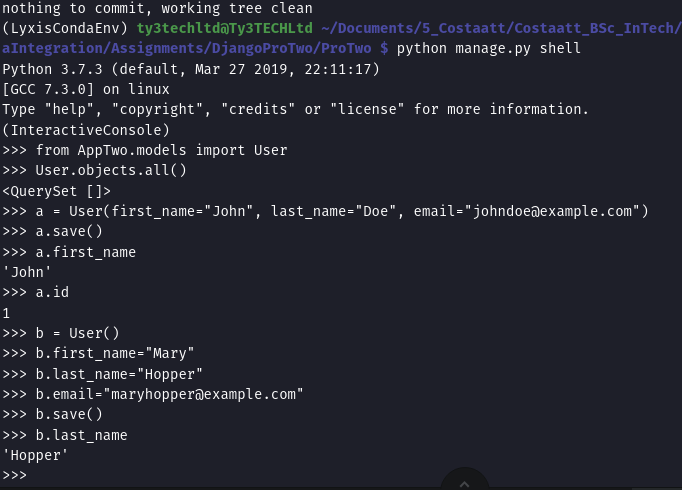 nothing to commit, working tree clean
(LyxisCondaEnv) ty3techltd@Ty3TECHLtd ~/Documents/5_Costaatt/Costaatt_BSc_InTech/
aIntegration/Assignments/DjangoProTwo/ProTwo $ python manage.py shell
Python 3.7.3 (default, Mar 27 2019, 22:11:17)
[GCC 7.3.0] on linux
Type "help", "copyright", "credits" or "license" for more information.
(InteractiveConsole)
>>> from AppTwo.models import User
>>> User.objects.all()
<QuerySet []>
>>> a = User(first_name="John", last_name="Doe", email="johndoe@example.com")
>>> a.save()
>>> a.first_name
'John'
>>> a.id
1
>>> b = User()
>>> b.first_name="Mary"
>>> b.last_name="Hopper"
>>> b.email="maryhopper@example.com"
>>> b.save()
>>> b.last_name
'Hopper'
>>>